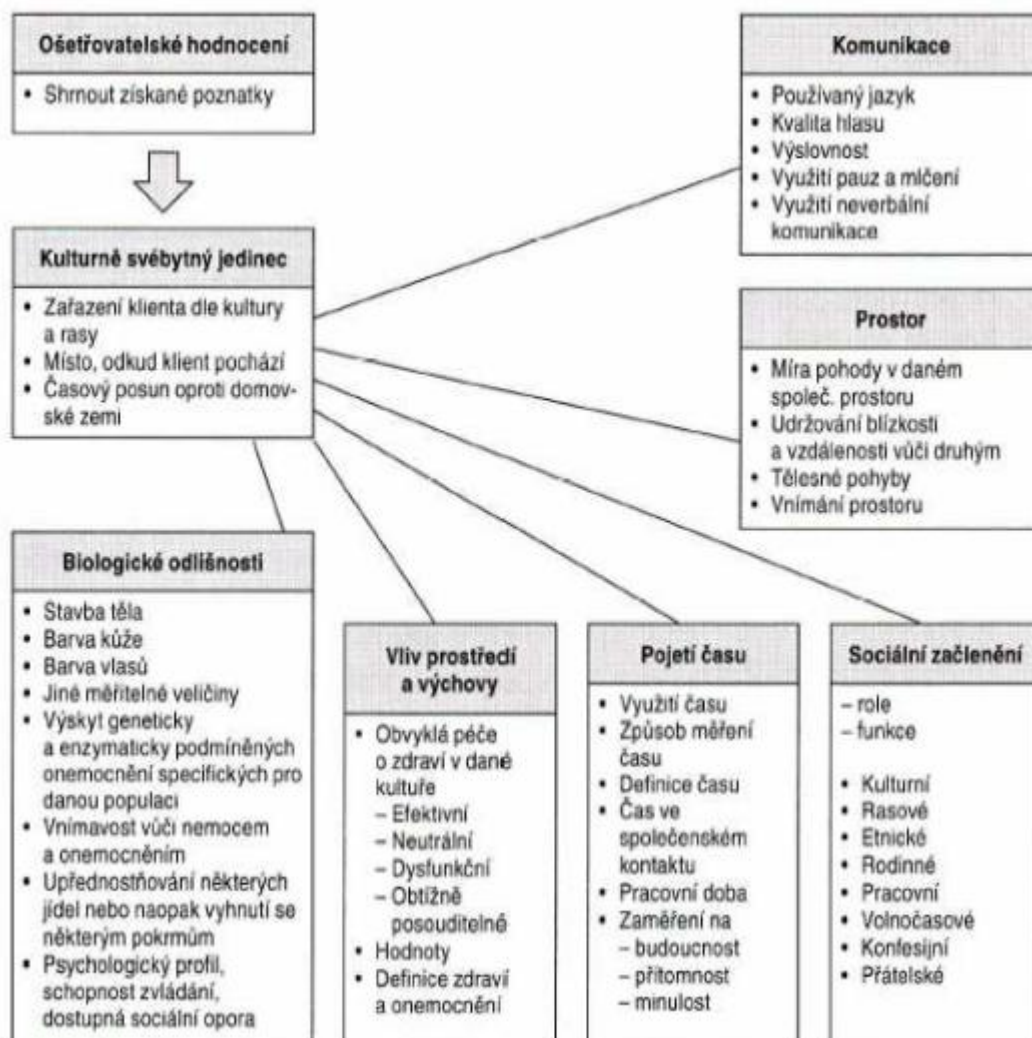 Ošetřovatelské hodnocení
• Shrnout získané poznatky
Kulturně svébytný jedinec
• Zařazení klienta dle kultury
a rasy
• Místo, odkud klient pochází
• Časový posun oproti domov-
ské zemi
Komunikace
• Používaný jazyk
• Kvalita hlasu
• Výslovnost
• Využití pauz a mlčení
• Využití neverbální
komunikace
Prostor
• Míra pohody v daném
společ. prostoru
• Udržování blízkosti
a vzdálenosti vůči druhým
• Tělesné pohyby
• Vnímání prostoru
Biologické odlišnosti
• Stavba těla
• Barva kůže
• Barva vlasů
• Jiné měřitelné veličiny
• Výskyt geneticky
a enzymaticky podmíněných
onemocnění specifických pro
danou populaci
• Vnímavost vůči nemocem
a onemocněním
• Upřednostňování některých
jídel nebo naopak vyhnutí se
některým pokrmům
• Psychologický profil,
schopnost zvládání,
dostupná sociální opora
Vliv prostředí
a výchovy
• Obvyklá péče
o zdraví v dané
kultuře
– Efektivní
– Neutrální
– Dysfunkční
– Obtížně
posouditelné
• Hodnoty
• Definice zdraví
a onemocnění
Pojetí času
• Využití času
• Způsob měření
času
• Definice času
• Čas ve
společenském
kontaktu
• Pracovní doba
• Zaměření na
– budoucnost
– přítomnost
– minulost
Sociální začlenění
– role
– funkce
• Kulturní
• Rasové
• Etnické
• Rodinné
• Pracovní
• Volnočasové
• Konfesijní
• Přátelské